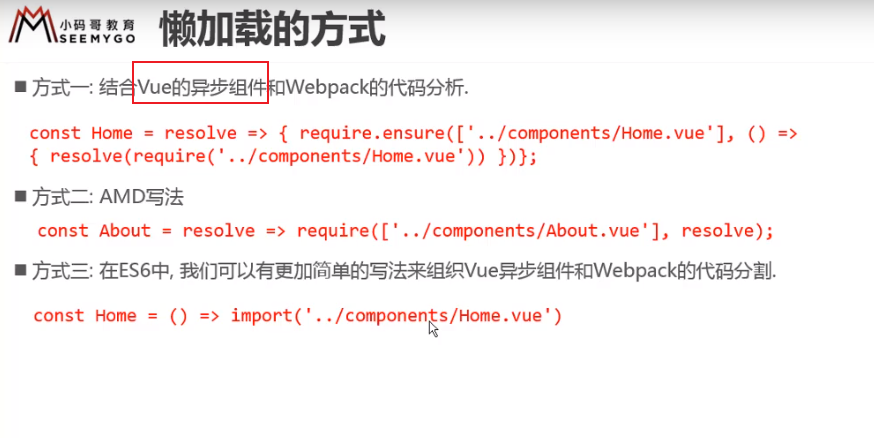 小码哥教育
SEEMYGO
懒加载的方式
方式一: 结合Vue的异步组件和Webpack的代码分析.
const Home = resolve => { require.ensure(['../components/Home.vue'], () =>
{ resolve(require('../components/Home.vue')) })};
方式二: AMD写法
const About = resolve => require(['../components/About.vue'], resolve);
方式三: 在ES6中, 我们可以有更加简单的写法来组织Vue异步组件和Webpack的代码分割.
const Home = () => import('../components/Home.vue')